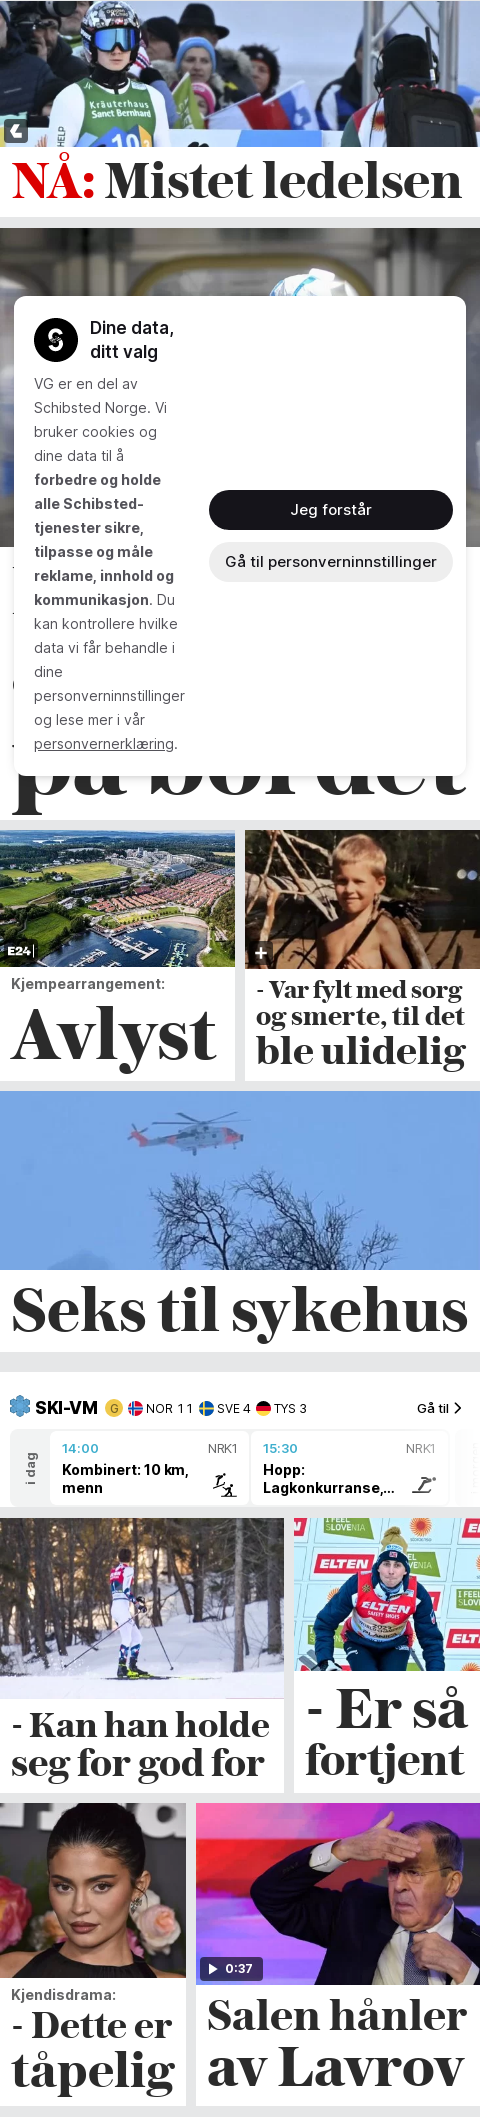 Kräuterhaus
Sanct Bernhard
10
HELP
NÅ: Mistet ledelsen
Dine data,
ditt valg
VG er en del av
Schibsted Norge. Vi
bruker cookies og
dine data til å
forbedre og holde
alle Schibsted-
tjenester sikre,
tilpasse og måle
reklame, innhold og
kommunikasjon. Du
kan kontrollere hvilke
data vi får behandle i
dine
personverninnstillinger
og lese mer i vår
personvernerklæring.
Jeg forstår
Gå til personverninnstillinger
på bordet
E24
Kjempearrangement:
Avlyst
- Var fylt med sorg
og smerte, til det
ble ulidelig
Seks til sykehus
SKI-VM G NOR 11 SVE 4 TYS 3 Gå til
i dag
14:00 NRK1
Kombinert: 10 km,
menn
15:30 NRK1
Hopp:
Lagkonkurranse,...
- Kan han holde
seg for god for
I FEEL
SLOVENIA
ELTEN
ELTEN
SAFETY SHOES
I FEEL
SLOVENIA
- Er så
fortjent
Kjendisdrama:
- Dette er
tåpelig
0:37
Salen hånler
av Lavrov